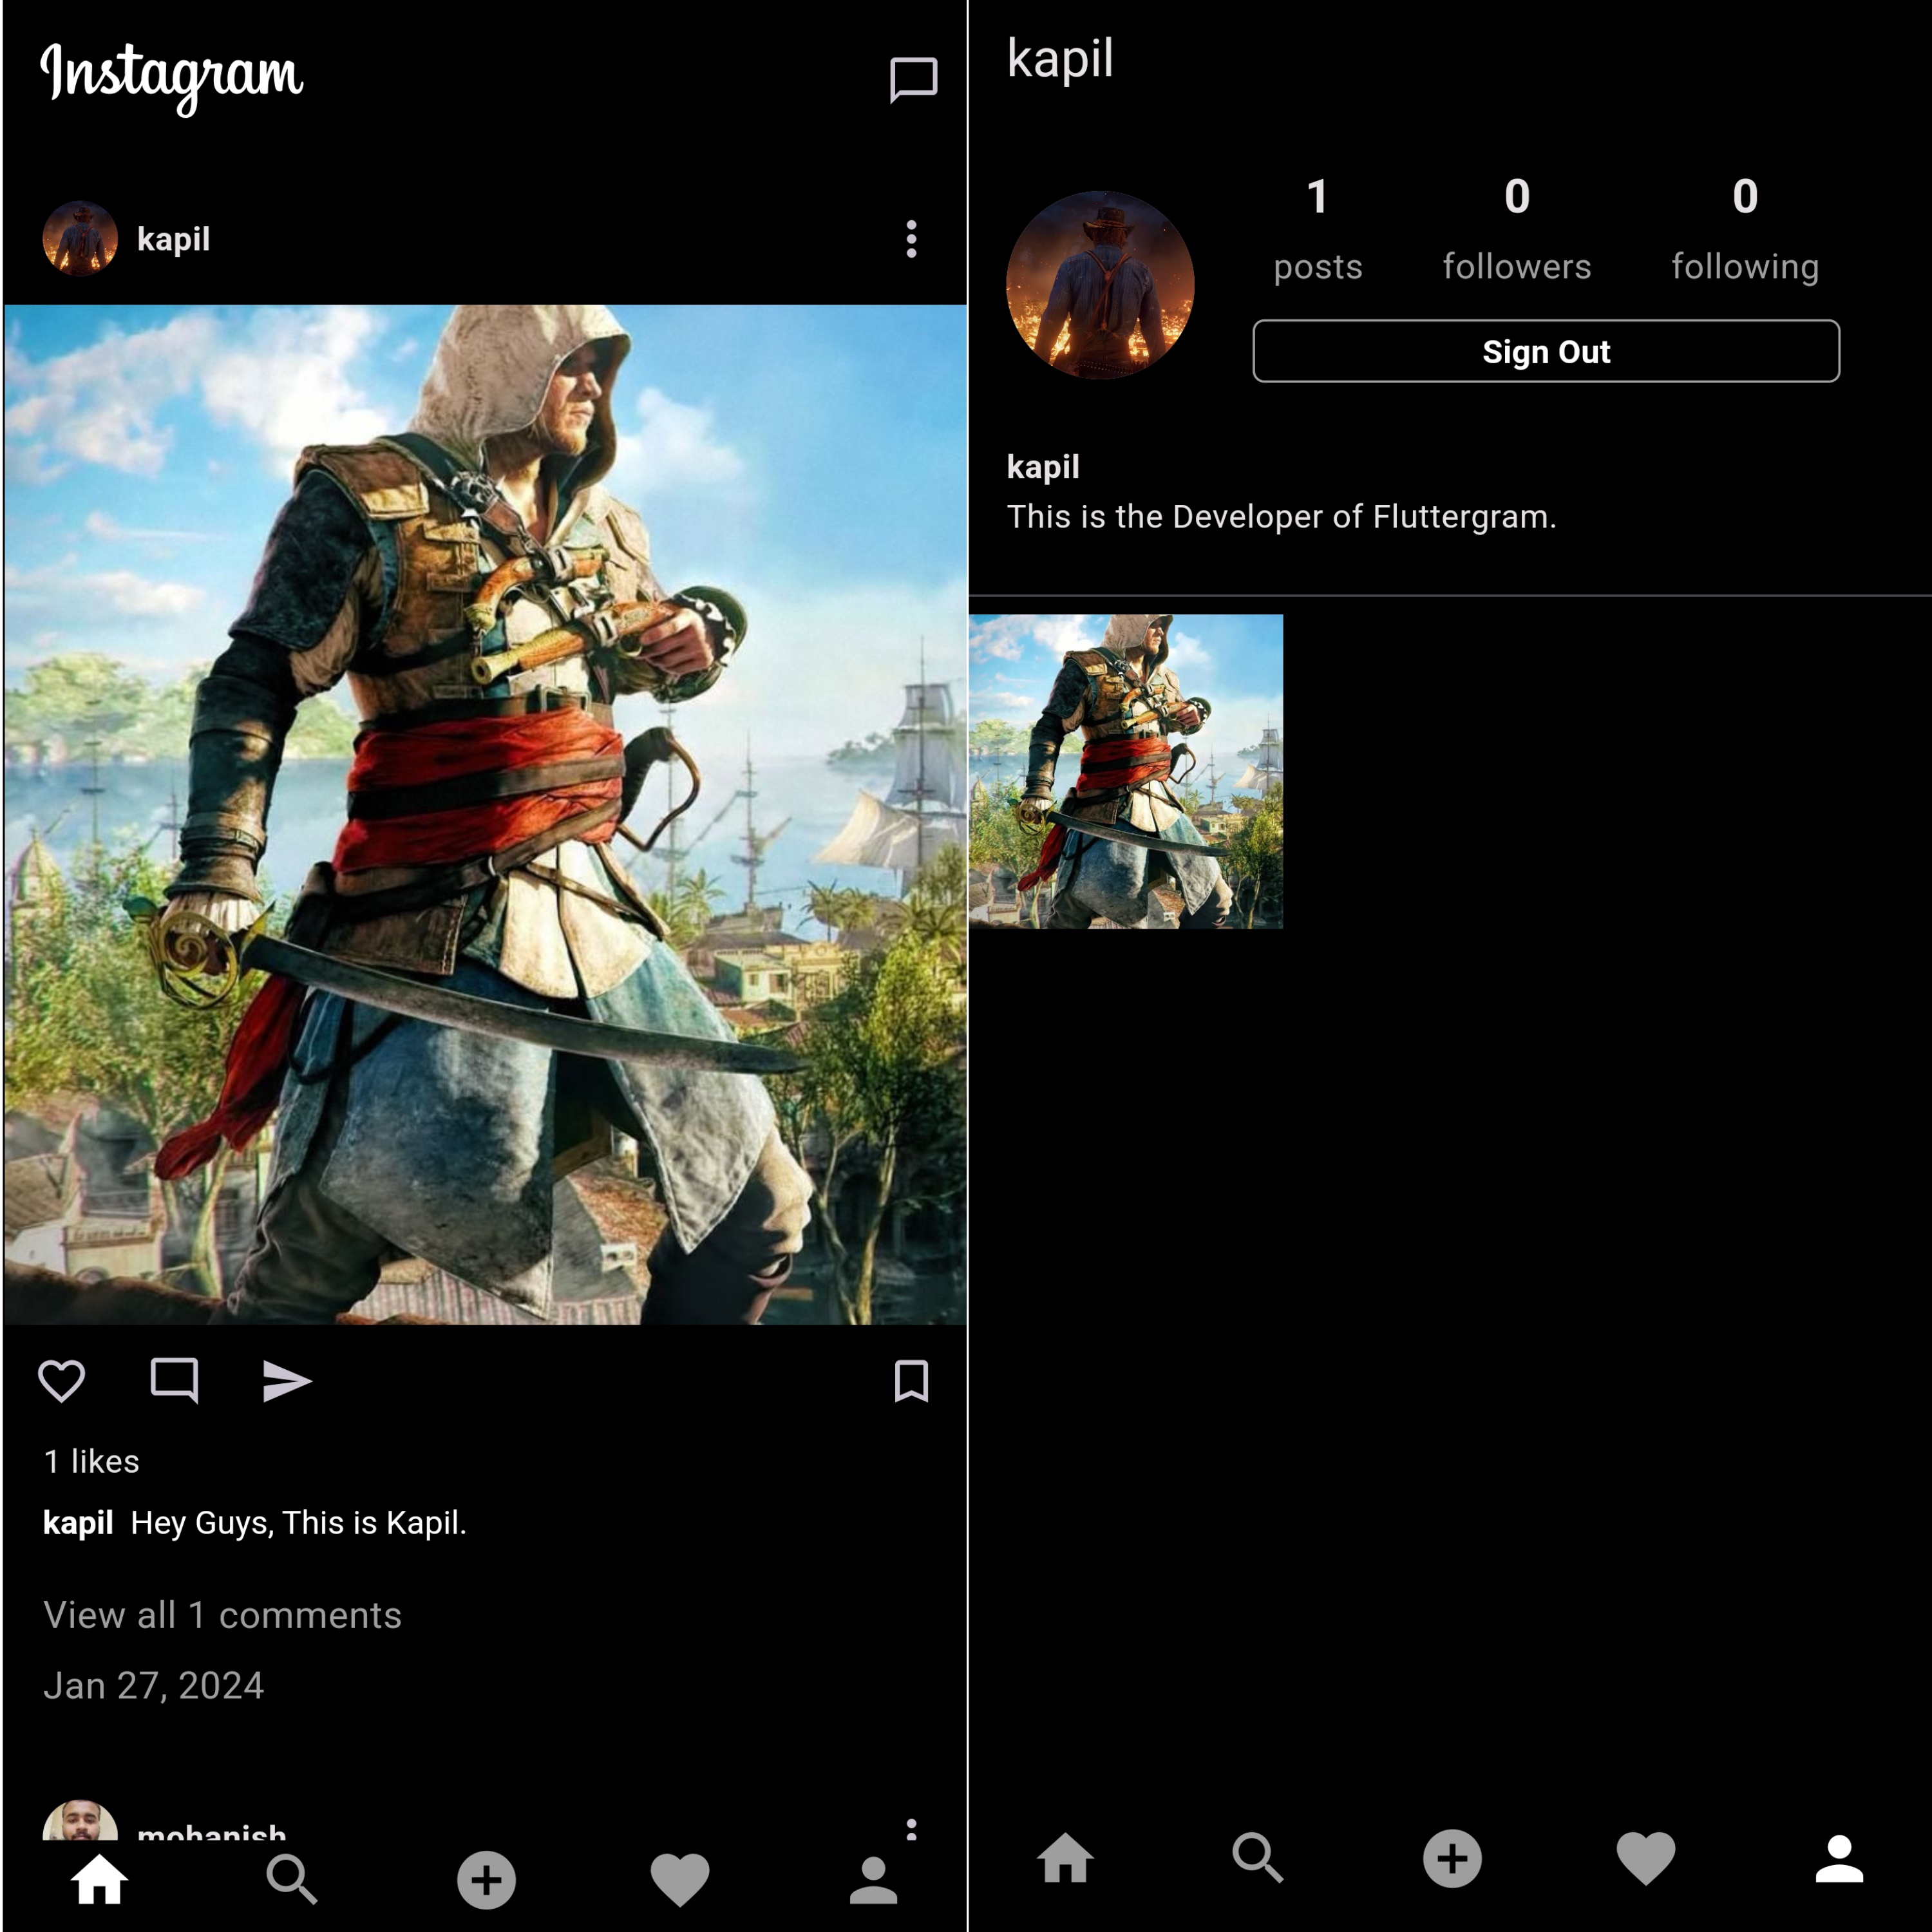 Instagram
kapil
1 likes
kapil Hey Guys, This is Kapil.
View all 1 comments
Jan 27, 2024
mohanish
kapil
1 0 0
posts followers following
Sign Out
kapil
This is the Developer of Fluttergram.